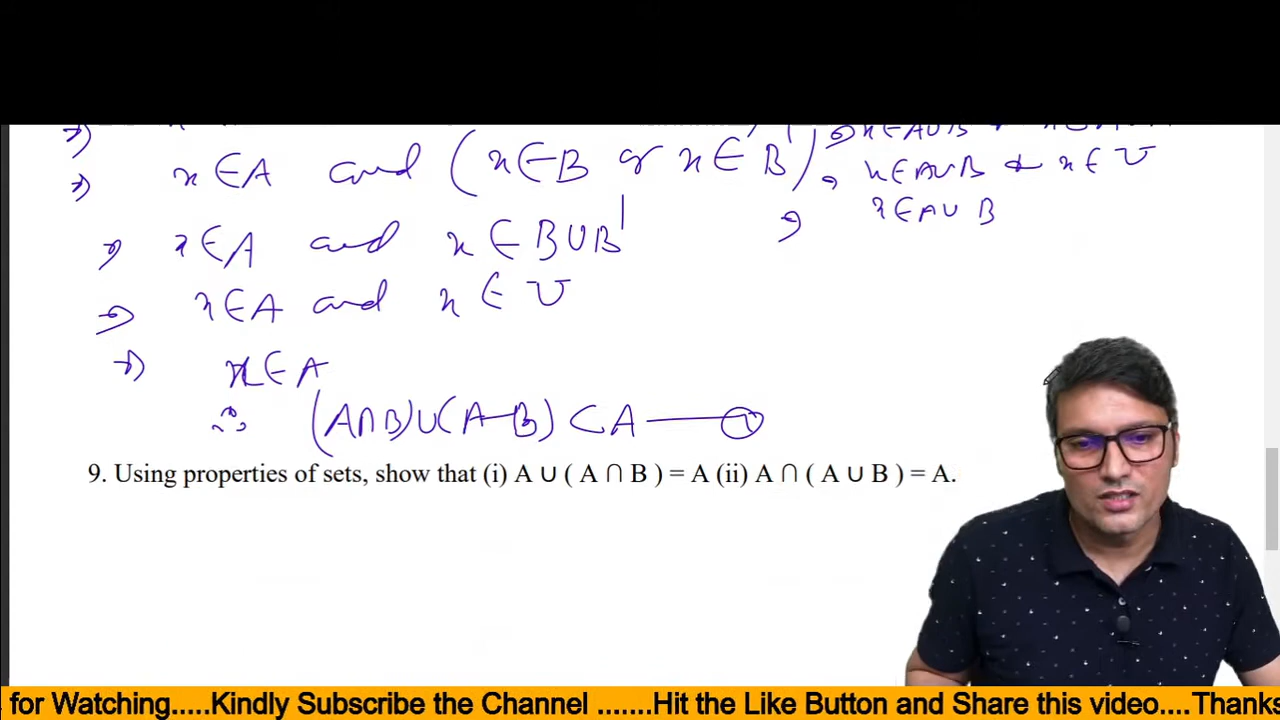 ⇒ x ∈ A and (x ∈ B or x ∈ B')
⇒ x ∈ A and x ∈ B ∪ B'
⇒ x ∈ A and x ∈ U
⇒ x ∈ A
∴ (A ∩ B) ∪ (A - B) ⊂ A
⇒ x ∈ A ∪ B & x ∈ U
⇒ x ∈ A ∪ B
9. Using properties of sets, show that (i) A ∪ ( A ∩ B ) = A (ii) A ∩ ( A ∪ B ) = A.
for Watching.....Kindly Subscribe the Channel .......Hit the Like Button and Share this video....Thanks